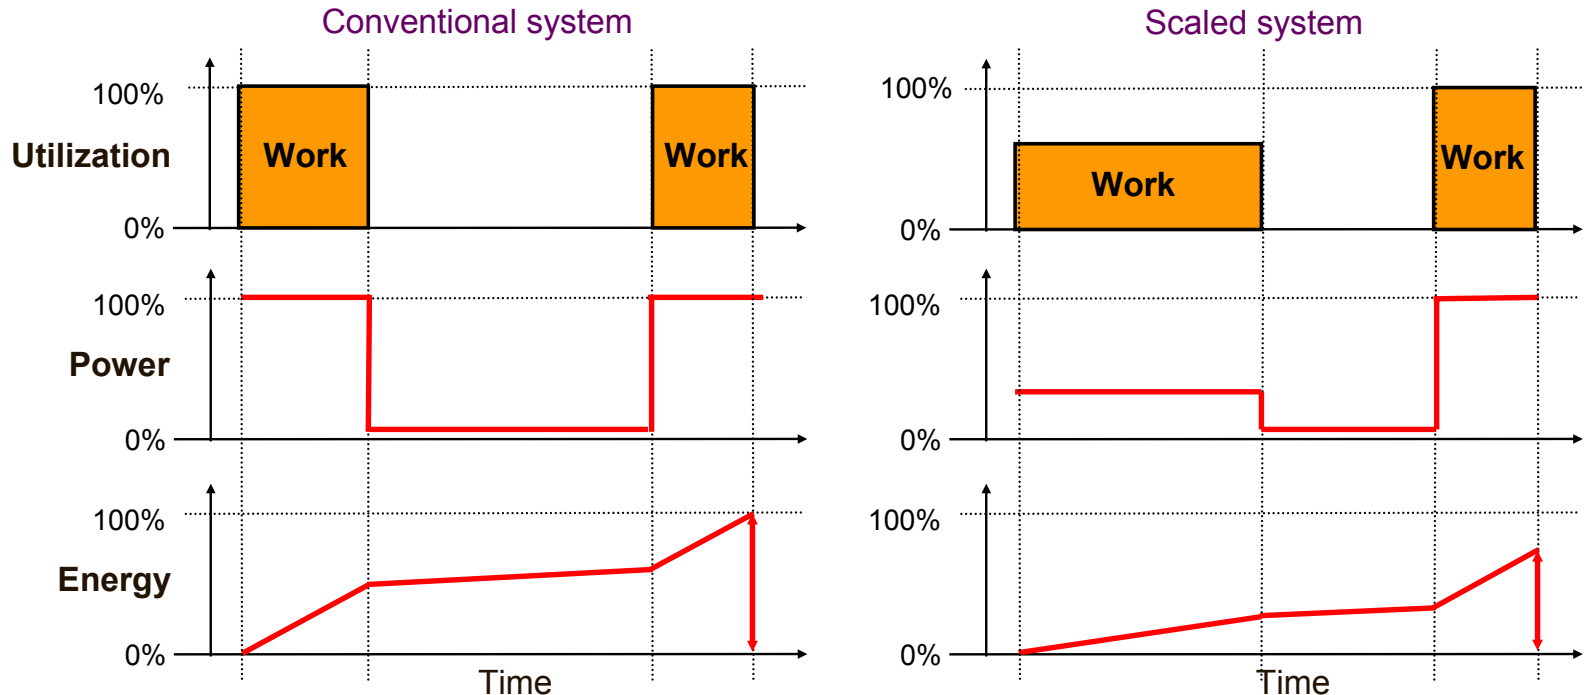 Conventional system
Scaled system
100%
Utilization
Work
Work
0%
100%
Work
Work
0%
100%
Power
0%
100%
0%
100%
Energy
0%
Time
100%
0%
Time